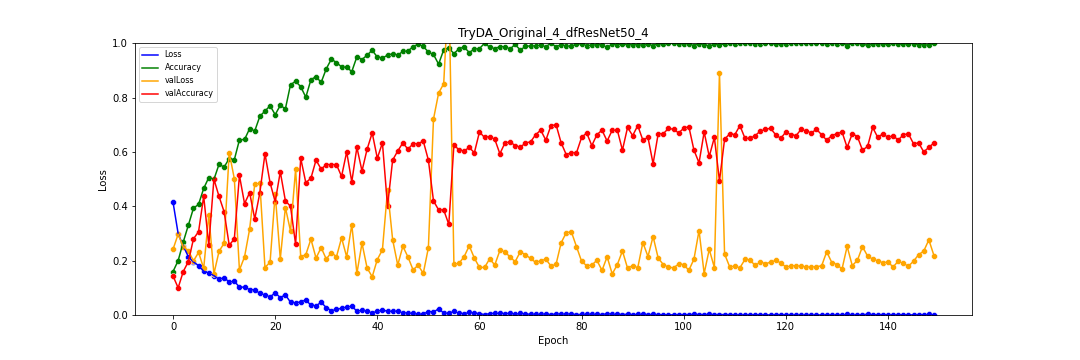 TryDA_Original_4_dfResNet50_4
Loss
Accuracy
valLoss
valAccuracy
1.0
0.8
0.6
0.4
0.2
0.0
Loss
0 20 40 60 80 100 120 140
Epoch